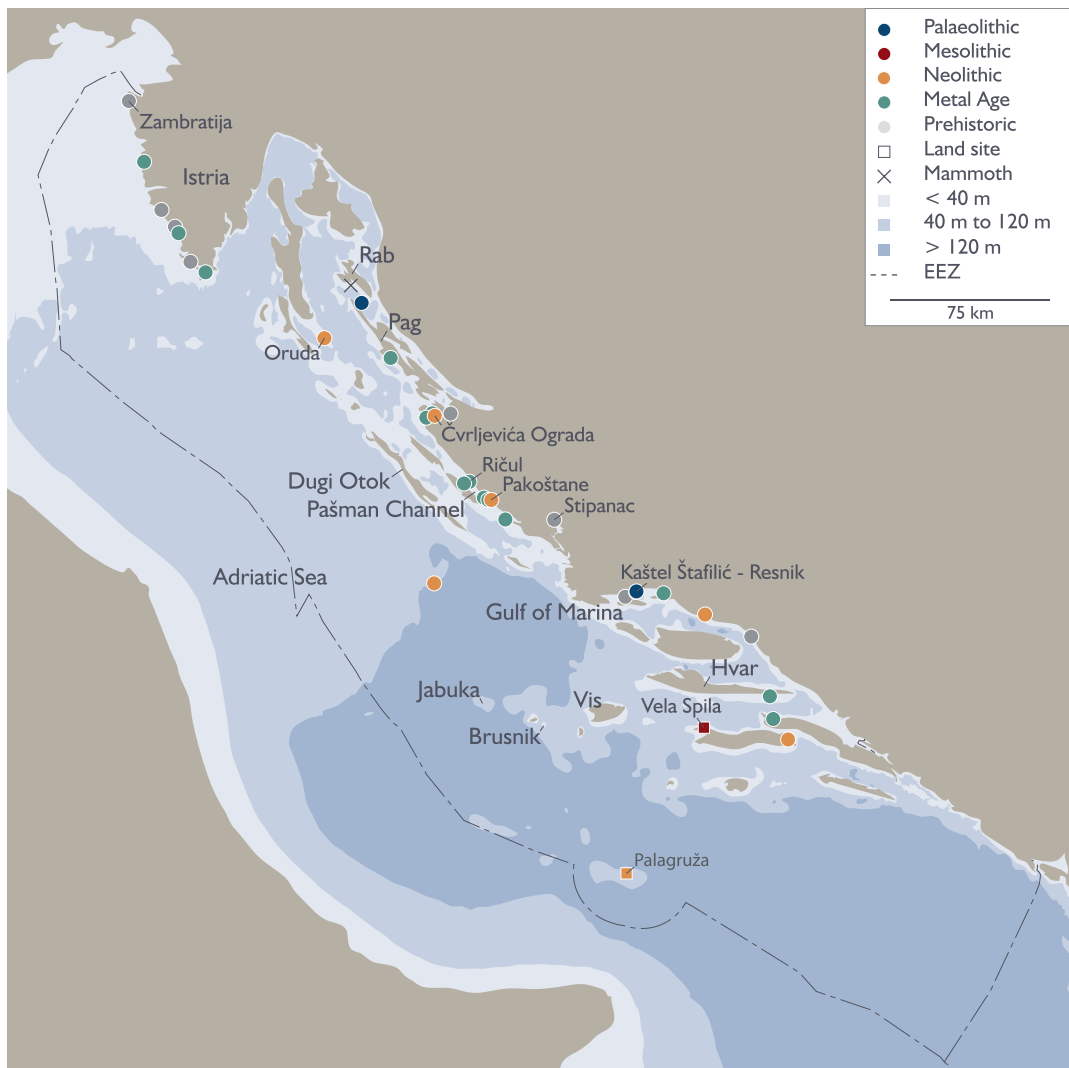 Palaeolithic
Mesolithic
Neolithic
Metal Age
Prehistoric
Land site
Mammoth
< 40 m
40 m to 120 m
> 120 m
EEZ
75 km
Zambratija
Istria
Rab
Pag
Oruda
Cvrljevića Ograda
Ričul
Dugi Otok
Pakoštane
Pašman Channel
Stipanac
Kaštel Štafilić - Resnik
Adriatic Sea
Gulf of Marina
Hvar
Jabuka
Vis
Vela Spila
Brusnik
Palagruža